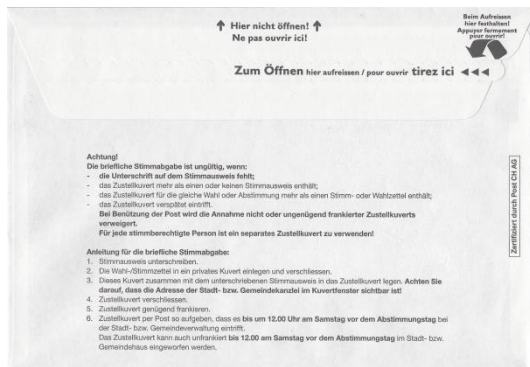 ↑ Hier nicht öffnen! ↑
Ne pas ouvrir ici!
Beim Aufreissen
hier festhalten!
Appuyer fermement
pour ouvrir!
Zum Öffnen hier aufreissen / pour ouvrir tirez ici
Achtung!
Die briefliche Stimmabgabe ist ungültig, wenn:
- die Unterschrift auf dem Stimmausweis fehlt;
- das Zustellkuvert mehr als einen oder keinen Stimmausweis enthält;
- das Zustellkuvert für die gleiche Wahl oder Abstimmung mehr als einen Stimm- oder Wahlzettel enthält;
- das Zustellkuvert verspätet eintrifft.
Bei Benützung der Post wird die Annahme nicht oder ungenügend frankierter Zustellkuverts
verweigert.
Für jede stimmberechtigte Person ist ein separates Zustellkuvert zu verwenden!
Anleitung für die briefliche Stimmabgabe:
1. Stimmausweis unterschreiben.
2. Die Wahl-/Stimmzettel in ein privates Kuvert einlegen und verschliessen.
3. Dieses Kuvert zusammen mit dem unterschriebenen Stimmausweis in das Zustellkuvert legen. Achten Sie
darauf, dass die Adresse der Stadt- bzw. Gemeindekanzlei im Kuvertfenster sichtbar ist!
4. Zustellkuvert verschliessen.
5. Zustellkuvert genügend frankieren.
6. Zustellkuvert per Post so aufgeben, dass es bis um 12.00 Uhr am Samstag vor dem Abstimmungstag bei
der Stadt- bzw. Gemeindeverwaltung eintrifft.
Das Zustellkuvert kann auch unfrankiert bis 12.00 am Samstag vor dem Abstimmungstag im Stadt- bzw.
Gemeindehaus eingeworfen werden.
Zertifiziert durch Post CH AG